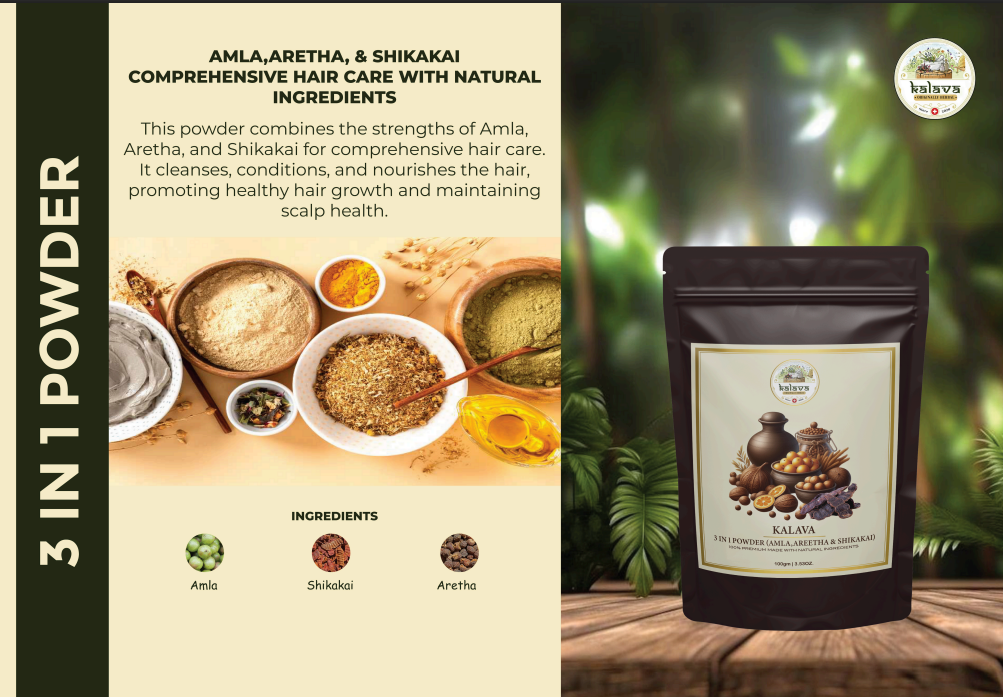 3 IN 1 POWDER
AMLA,ARETHA, & SHIKAKAI
COMPREHENSIVE HAIR CARE WITH NATURAL
INGREDIENTS
This powder combines the strengths of Amla,
Aretha, and Shikakai for comprehensive hair care.
It cleanses, conditions, and nourishes the hair,
promoting healthy hair growth and maintaining
scalp health.
INGREDIENTS
Amla
Shikakai
Aretha
kalava
ORIGINALLY HERBAL
kalava
KALAVA
3 IN 1 POWDER (AMLA,AREETHA & SHIKAKAI)
100% PREMIUM MADE WITH NATURAL INGREDIENTS
100gm | 3.53OZ.